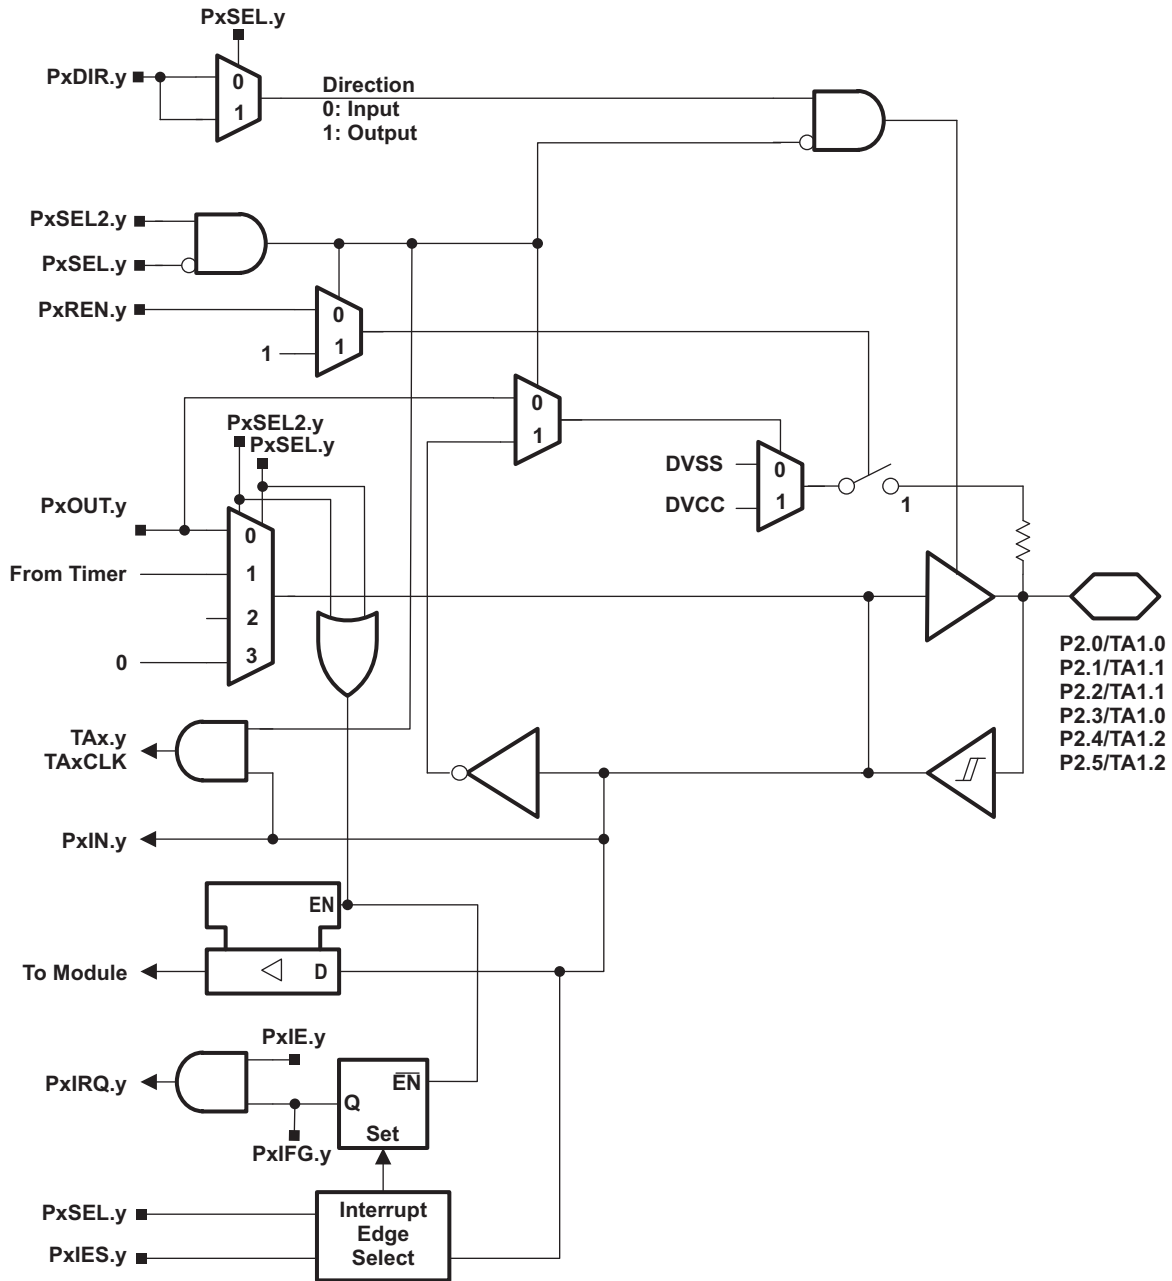 PxSEL.y
PxDIR.y
0
1
Direction
0: Input
1: Output
PxSEL2.y
PxSEL.y
PxREN.y
0
1
1
0
1
PxSEL2.y
PxSEL.y
DVSS
DVCC
0
1
1
PxOUT.y
From Timer
0
0
1
2
3
P2.0/TA1.0
P2.1/TA1.1
P2.2/TA1.1
P2.3/TA1.0
P2.4/TA1.2
P2.5/TA1.2
TAx.y
TAxCLK
PxIN.y
EN
D
To Module
PxIE.y
PxIRQ.y
EN
Q
Set
PxIFG.y
PxSEL.y
PxIES.y
Interrupt
Edge
Select